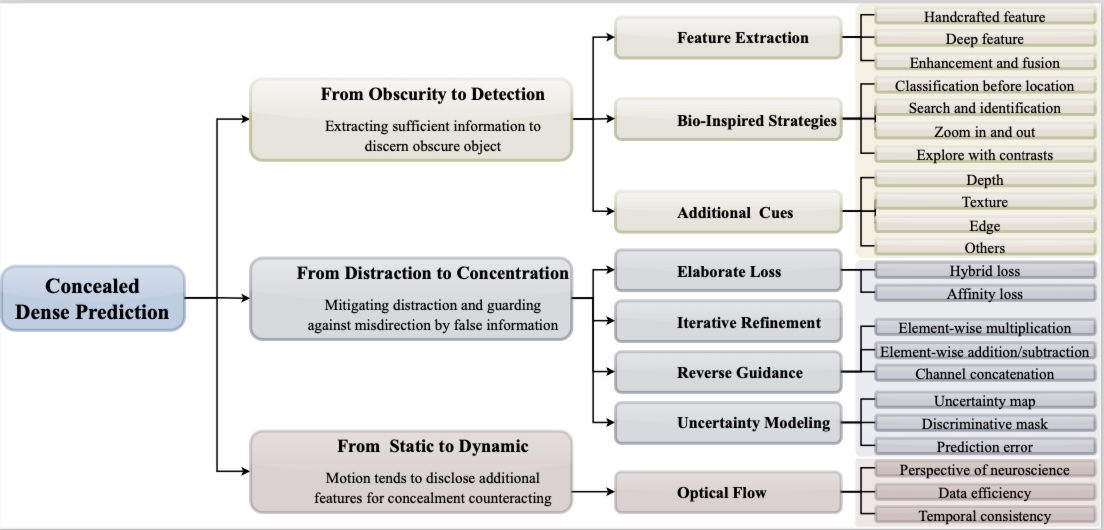 Concealed
Dense Prediction
From Obscurity to Detection
Extracting sufficient information to
discern obscure object
Feature Extraction
Handcrafted feature
Deep feature
Enhancement and fusion
Bio-Inspired Strategies
Classification before location
Search and identification
Zoom in and out
Explore with contrasts
Additional Cues
Depth
Texture
Edge
Others
From Distraction to Concentration
Mitigating distraction and guarding
against misdirection by false information
Elaborate Loss
Hybrid loss
Affinity loss
Iterative Refinement
Reverse Guidance
Element-wise multiplication
Element-wise addition/subtraction
Channel concatenation
Uncertainty Modeling
Uncertainty map
Discriminative mask
Prediction error
From Static to Dynamic
Motion tends to disclose additional
features for concealment counteracting
Optical Flow
Perspective of neuroscience
Data efficiency
Temporal consistency